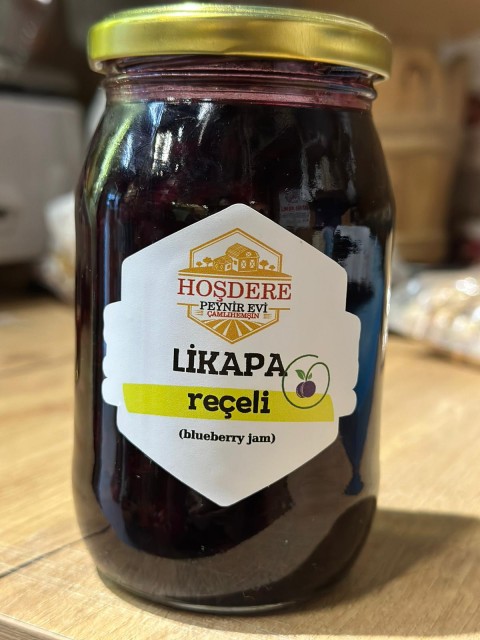 HOŞDERE
PEYNİR EVİ
ÇAMLIHEMŞİN
LİKAPA
reçeli
(blueberry jam)